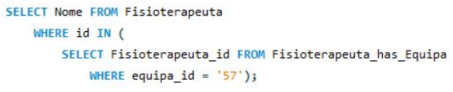 SELECT Nome FROM Fisioterapeuta
WHERE id IN (
SELECT Fisioterapeuta_id FROM Fisioterapeuta_has_Equipa
WHERE equipa_id = '57');